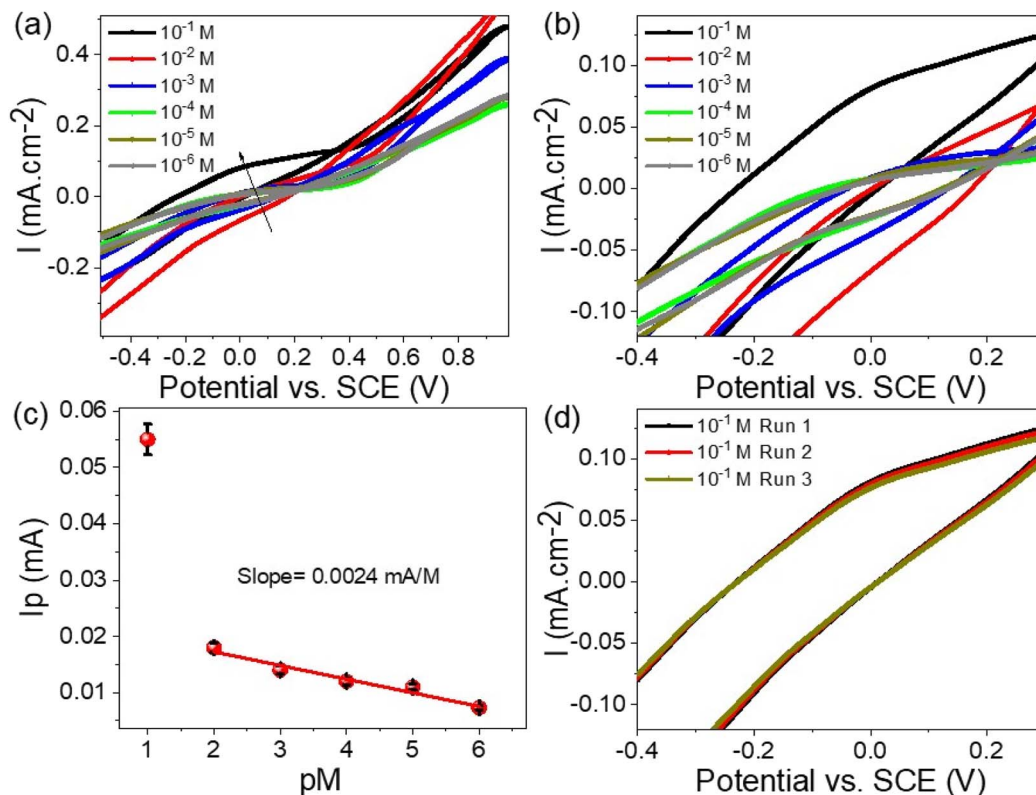 (a)
10⁻¹ M
10⁻² M
10⁻³ M
10⁻⁴ M
10⁻⁵ M
10⁻⁶ M
0.4
0.2
0.0
-0.2
I (mA.cm-2)
-0.4 -0.2 0.0 0.2 0.4 0.6 0.8
Potential vs. SCE (V)
(b)
10⁻¹ M
10⁻² M
10⁻³ M
10⁻⁴ M
10⁻⁵ M
10⁻⁶ M
0.10
0.05
0.00
-0.05
-0.10
I (mA.cm-2)
-0.4 -0.2 0.0 0.2
Potential vs. SCE (V)
(c)
0.06
0.05
0.04
0.03
0.02
0.01
Ip (mA)
Slope= 0.0024 mA/M
1 2 3 4 5 6
pM
(d)
10⁻¹ M Run 1
10⁻¹ M Run 2
10⁻¹ M Run 3
0.10
0.05
0.00
-0.05
-0.10
I (mA.cm-2)
-0.4 -0.2 0.0 0.2
Potential vs. SCE (V)